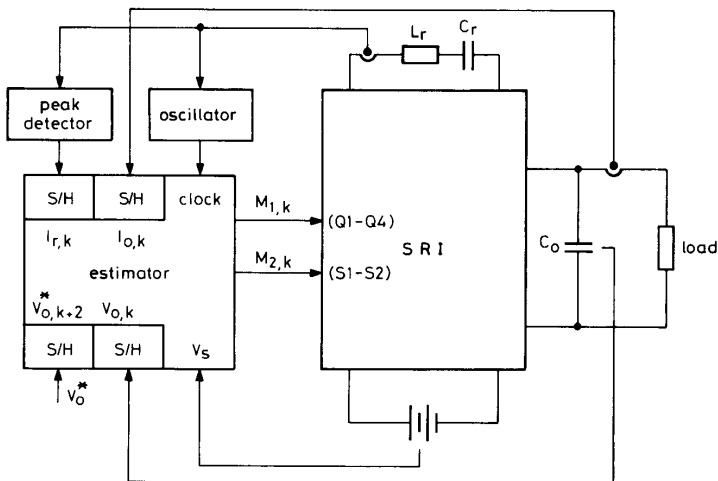 L_r
C_r
peak
detector
oscillator
S/H
S/H
clock
I_r,k
I_o,k
estimator
V*_o,k+2
V_o,k
S/H
S/H
V_s
V_o*
M_1,k
M_2,k
(Q1-Q4)
SRI
(S1-S2)
C_o
load